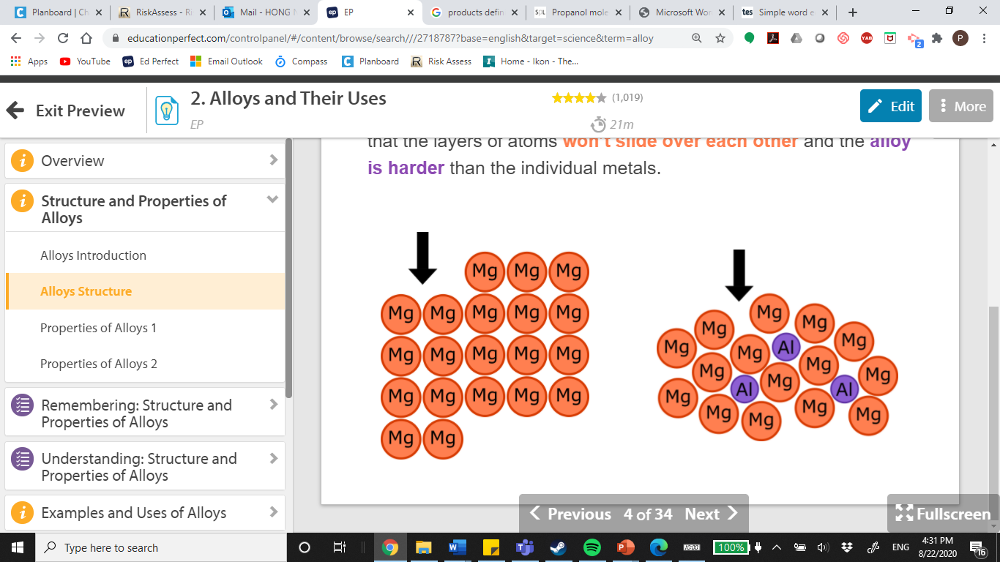 Planboard | Ch
RiskAssess - Ri
Mail - HONG N
EP
products defin
Propanol mole
Microsoft Wor
tes Simple word e
educationperfect.com/controlpanel/#/content/browse/search///2718787?base=english&target=science&term=alloy
Apps YouTube Ed Perfect Email Outlook Compass Planboard Risk Assess Home - Ikon - The...
Exit Preview
2. Alloys and Their Uses
EP
(1,019)
21m
Edit
More
Overview
Structure and Properties of
Alloys
Alloys Introduction
Alloys Structure
Properties of Alloys 1
Properties of Alloys 2
Remembering: Structure and
Properties of Alloys
Understanding: Structure and
Properties of Alloys
Examples and Uses of Alloys
that the layers of atoms won't slide over each other and the alloy
is harder than the individual metals.
Mg Mg Mg
Mg Mg Mg Mg Mg
Mg Mg Mg Mg Mg
Mg Mg Mg Mg Mg
Mg Mg
Mg Mg Mg Mg Mg
Mg Al Mg
Mg Mg Mg
Mg Al Mg Al
Mg Mg Mg Mg
Previous 4 of 34 Next
Fullscreen
Type here to search
100%
ENG
4:31 PM
8/22/2020
16